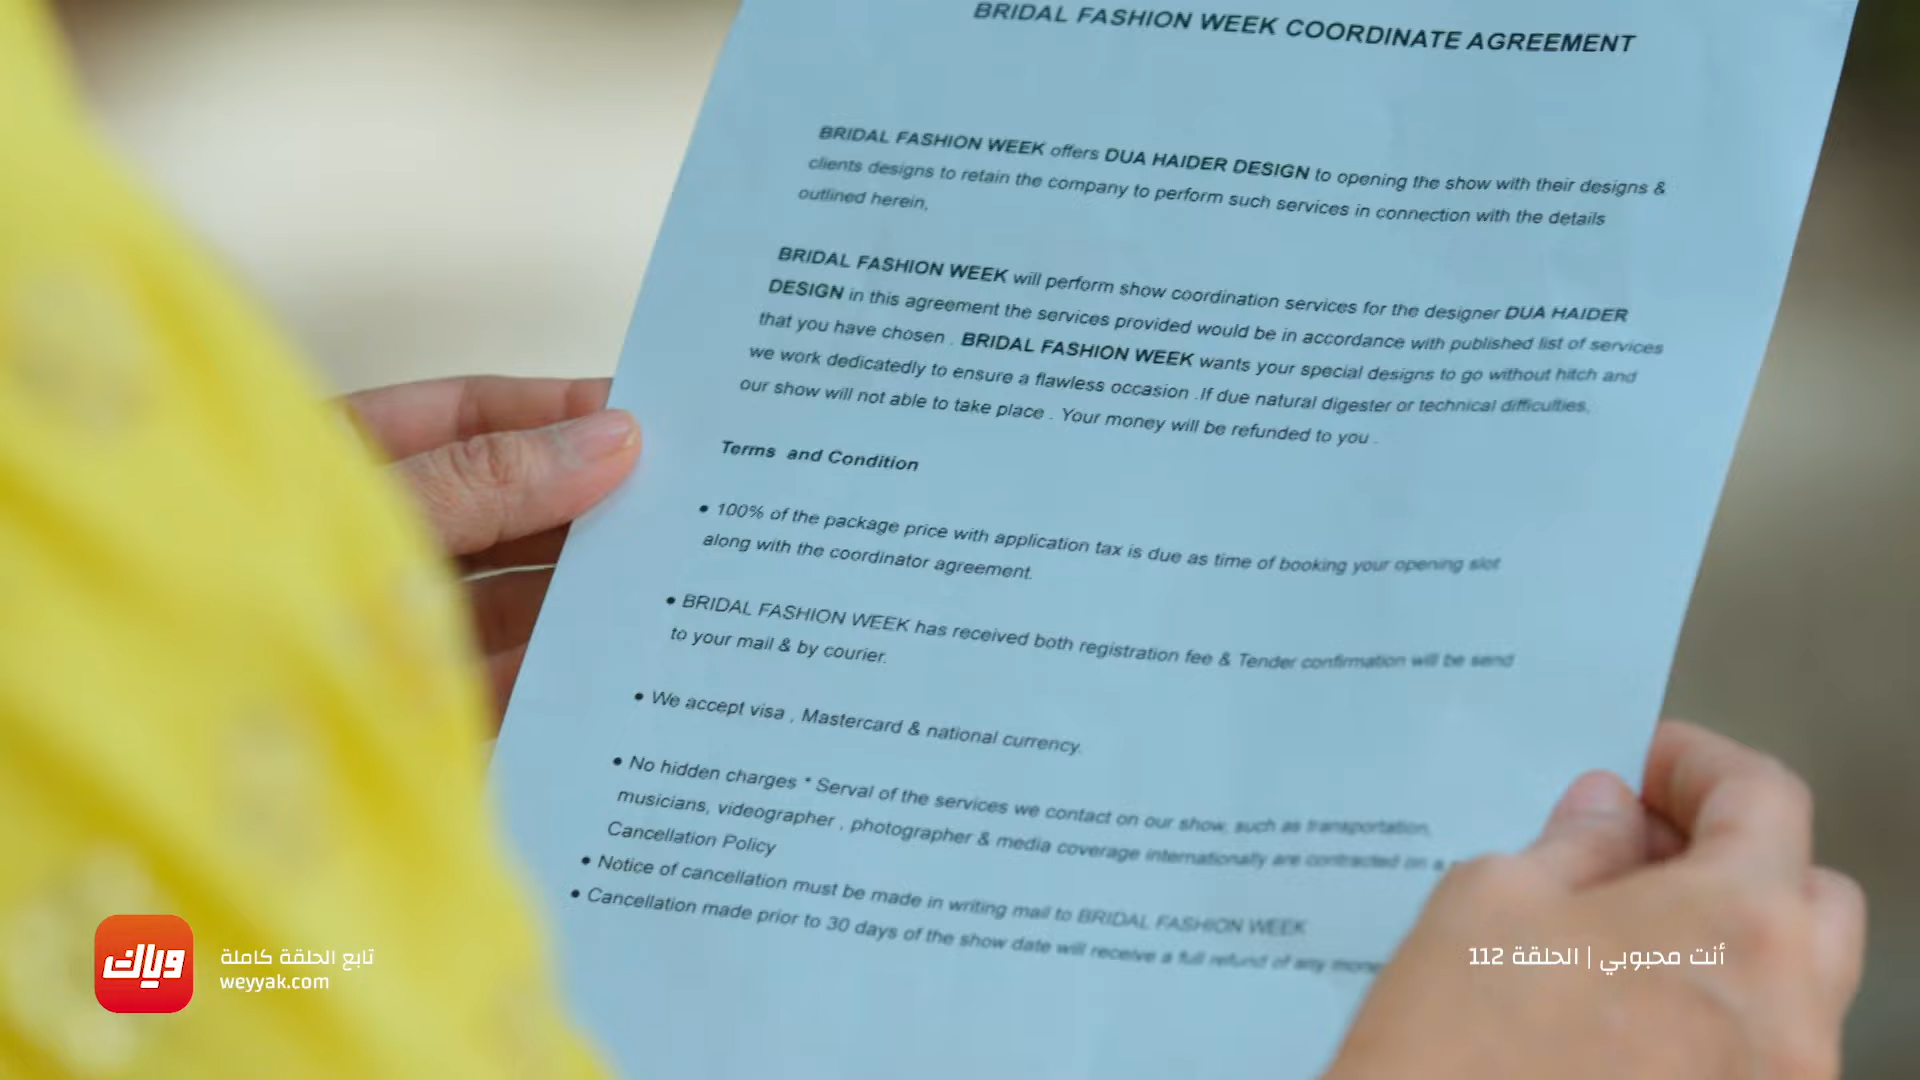 BRIDAL FASHION WEEK COORDINATE AGREEMENT
BRIDAL FASHION WEEK offers DUA HAIDER DESIGN to opening the show with their designs &
clients designs to retain the company to perform such services in connection with the details
outlined herein,
BRIDAL FASHION WEEK will perform show coordination services for the designer DUA HAIDER
DESIGN in this agreement the services provided would be in accordance with published list of services
that you have chosen . BRIDAL FASHION WEEK wants your special designs to go without hitch and
we work dedicatedly to ensure a flawless occasion .If due natural digester or technical difficulties,
our show will not able to take place . Your money will be refunded to you .
Terms and Condition
• 100% of the package price with application tax is due as time of booking your opening slot
along with the coordinator agreement.
• BRIDAL FASHION WEEK has received both registration fee & Tender confirmation will be send
to your mail & by courier.
• We accept visa , Mastercard & national currency.
• No hidden charges * Serval of the services we contact on our show, such as transportation,
musicians, videographer , photographer & media coverage internationally are contracted on a
Cancellation Policy
• Notice of cancellation must be made in writing mail to BRIDAL FASHION WEEK
• Cancellation made prior to 30 days of the show date will receive a full refund of any
وياك
تابع الحلقة كاملة
weyyak.com
أنت محبوبي | الحلقة 112